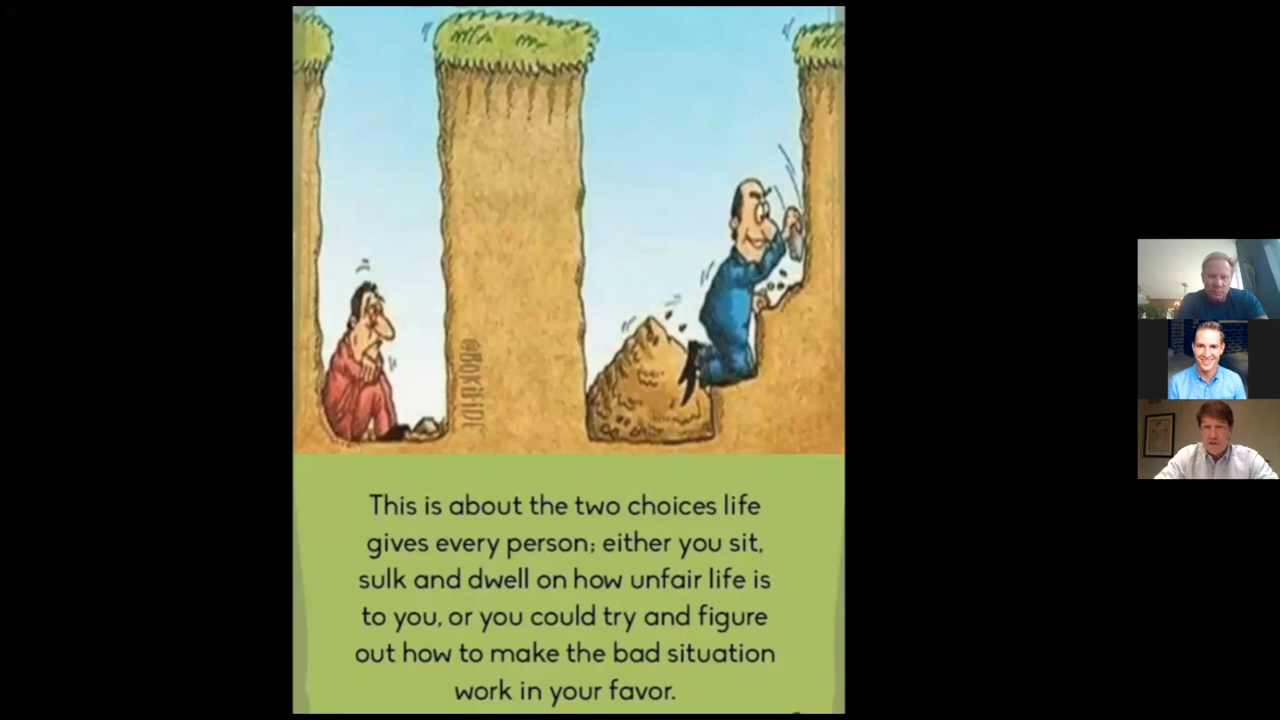 @BOKIFIDE
This is about the two choices life
gives every person; either you sit,
sulk and dwell on how unfair life is
to you, or you could try and figure
out how to make the bad situation
work in your favor.